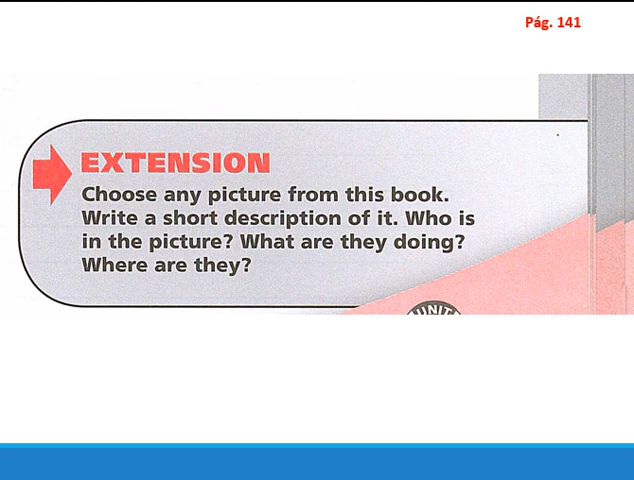 Pág. 141
EXTENSION
Choose any picture from this book.
Write a short description of it. Who is
in the picture? What are they doing?
Where are they?
UNIT